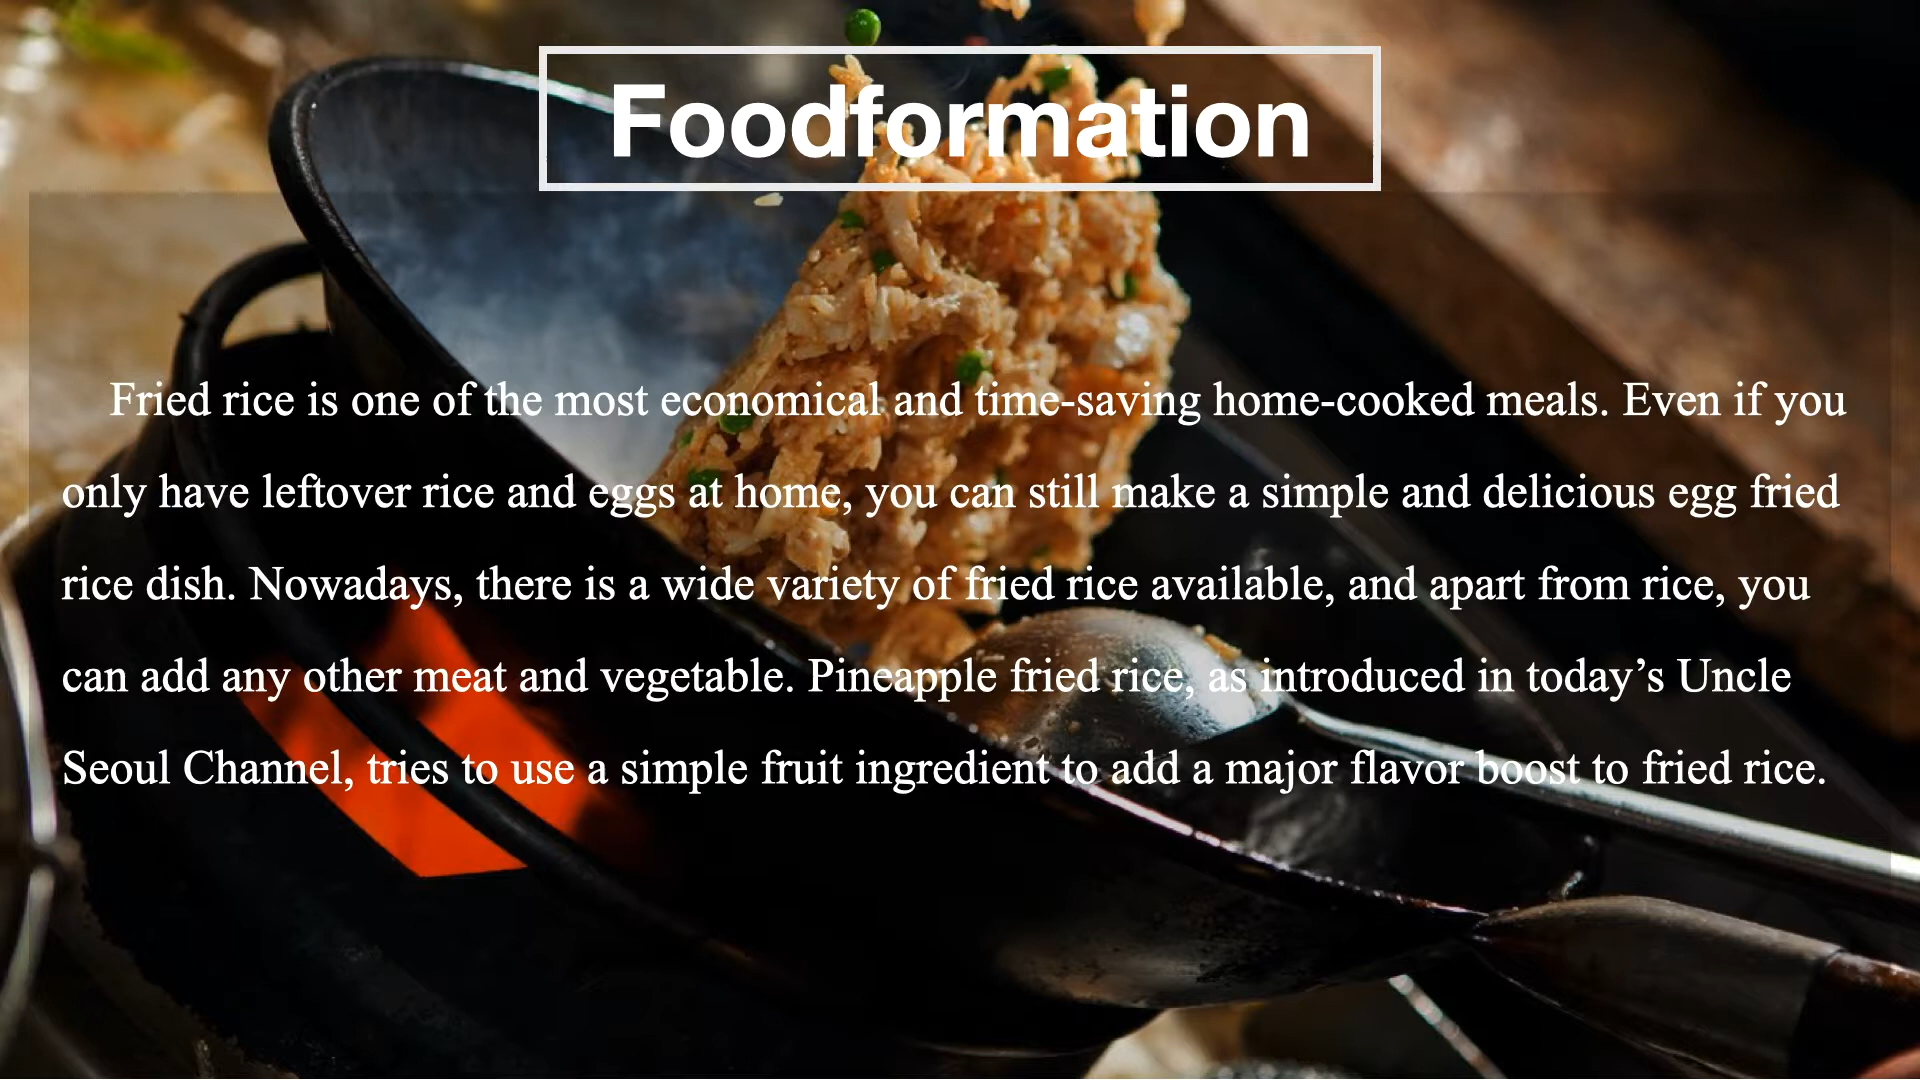 Foodformation
Fried rice is one of the most economical and time-saving home-cooked meals. Even if you
only have leftover rice and eggs at home, you can still make a simple and delicious egg fried
rice dish. Nowadays, there is a wide variety of fried rice available, and apart from rice, you
can add any other meat and vegetable. Pineapple fried rice, as introduced in today’s Uncle
Seoul Channel, tries to use a simple fruit ingredient to add a major flavor boost to fried rice.